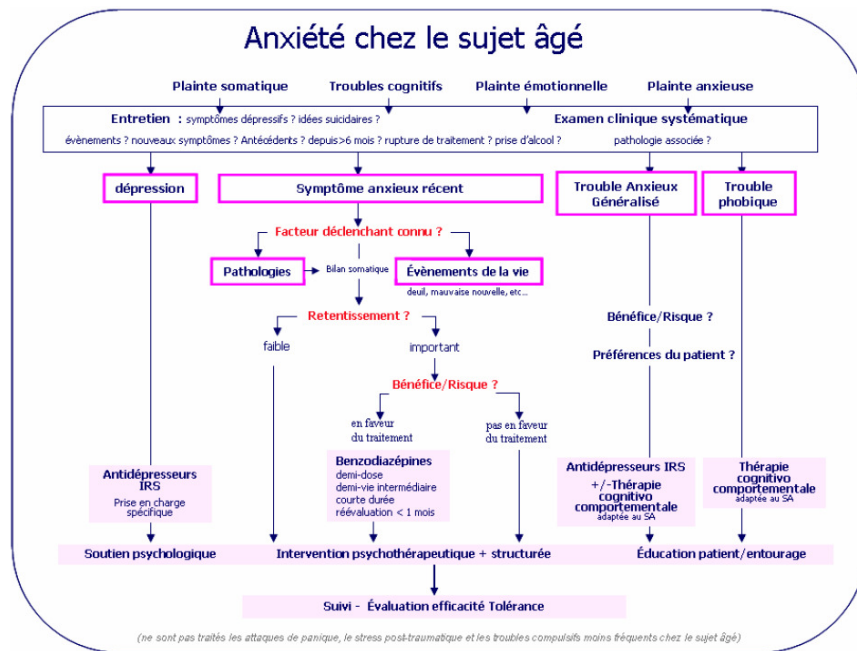 Anxiété chez le sujet âgé
Plainte somatique Troubles cognitifs Plainte émotionnelle Plainte anxieuse
Entretien : symptômes dépressifs ? idées suicidaires ? Examen clinique systématique
évènements ? nouveaux symptômes ? Antécédents ? depuis>6 mois ? rupture de traitement ? prise d'alcool ? pathologie associée ?
dépression
Symptôme anxieux récent
Trouble Anxieux
Généralisé
Trouble
phobique
Facteur déclenchant connu ?
Pathologies
Bilan somatique
Évènements de la vie
deuil, mauvaise nouvelle, etc...
Retentissement ?
faible
important
Bénéfice/Risque ?
Préférences du patient ?
Bénéfice/Risque ?
en faveur
du traitement
pas en faveur
du traitement
Antidépresseurs
IRS
Prise en charge
spécifique
Benzodiazépines
demi-dose
demi-vie intermédiaire
courte durée
réévaluation < 1 mois
Antidépresseurs IRS
+/-Thérapie
cognitivo
comportementale
adaptée au SA
Thérapie
cognitivo
comportementale
adaptée au SA
Soutien psychologique Intervention psychothérapeutique + structurée Éducation patient/entourage
Suivi - Évaluation efficacité Tolérance
(ne sont pas traités les attaques de panique, le stress post-traumatique et les troubles compulsifs moins fréquents chez le sujet âgé)